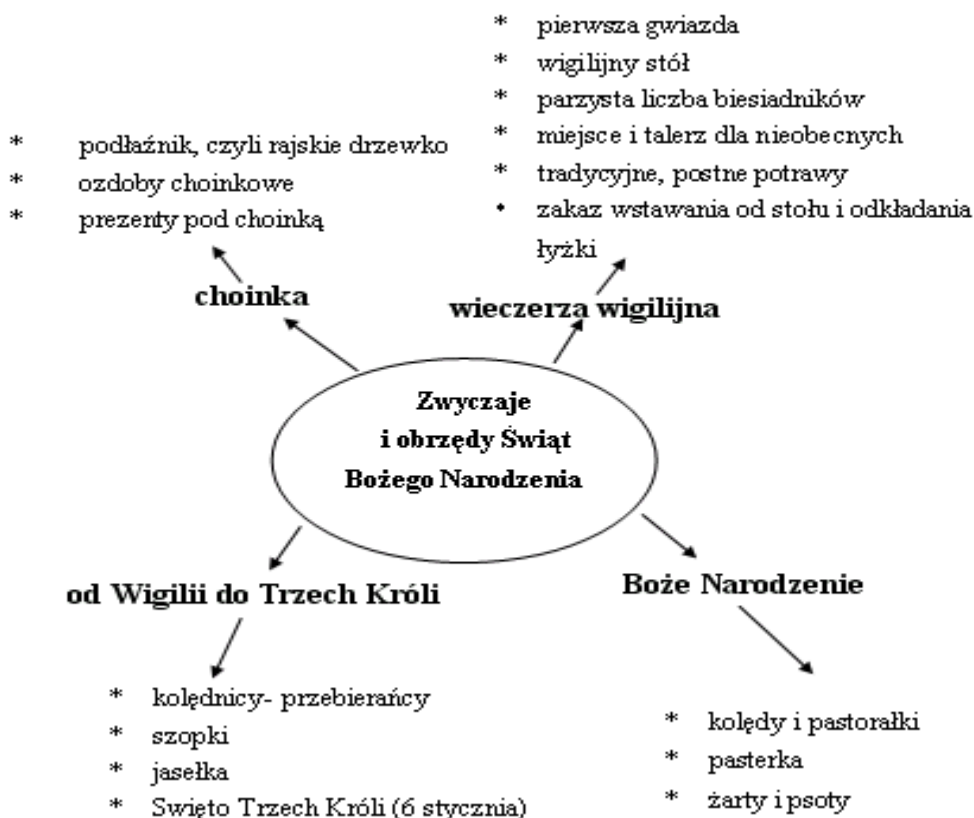 * pierwsza gwiazda
* wigilijny stół
* parzysta liczba biesiadników
* miejsce i talerz dla nieobecnych
* tradycyjne, postne potrawy
• zakaz wstawania od stołu i odkładania
łyżki
wieczerza wigilijna
* podłaźnik, czyli rajskie drzewko
* ozdoby choinkowe
* prezenty pod choinką
choinka
Zwyczaje
i obrzędy Świąt
Bożego Narodzenia
od Wigilii do Trzech Króli
* kolędnicy- przebierańcy
* szopki
* jasełka
* Swięto Trzech Króli (6 stycznia)
Boże Narodzenie
* kolędy i pastorałki
* pasterka
* żarty i psoty